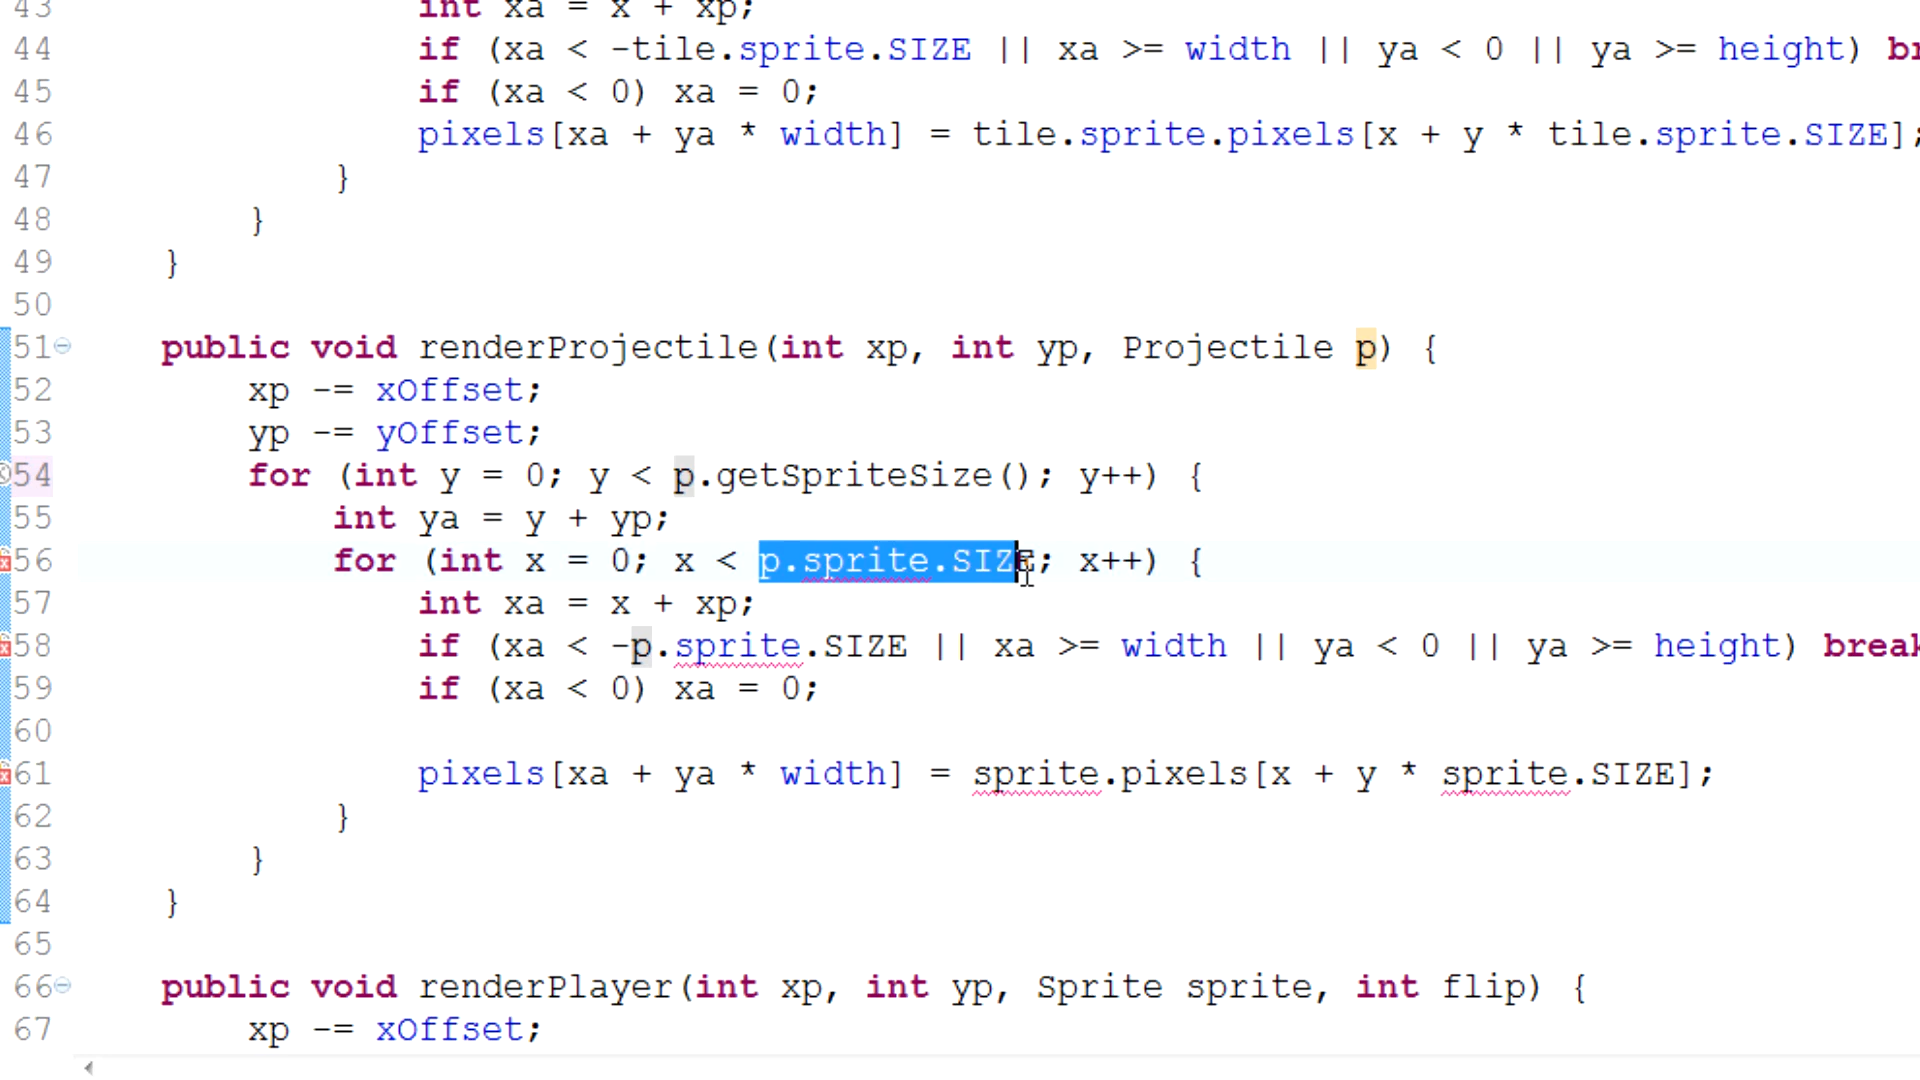 43 int xa = x + xp;
44 if (xa < -tile.sprite.SIZE || xa >= width || ya < 0 || ya >= height) br
45 if (xa < 0) xa = 0;
46 pixels[xa + ya * width] = tile.sprite.pixels[x + y * tile.sprite.SIZE];
47 }
48 }
49 }
50
51 public void renderProjectile(int xp, int yp, Projectile p) {
52 xp -= xOffset;
53 yp -= yOffset;
54 for (int y = 0; y < p.getSpriteSize(); y++) {
55 int ya = y + yp;
56 for (int x = 0; x < p.sprite.SIZE; x++) {
57 int xa = x + xp;
58 if (xa < -p.sprite.SIZE || xa >= width || ya < 0 || ya >= height) break
59 if (xa < 0) xa = 0;
60
61 pixels[xa + ya * width] = sprite.pixels[x + y * sprite.SIZE];
62 }
63 }
64 }
65
66 public void renderPlayer(int xp, int yp, Sprite sprite, int flip) {
67 xp -= xOffset;